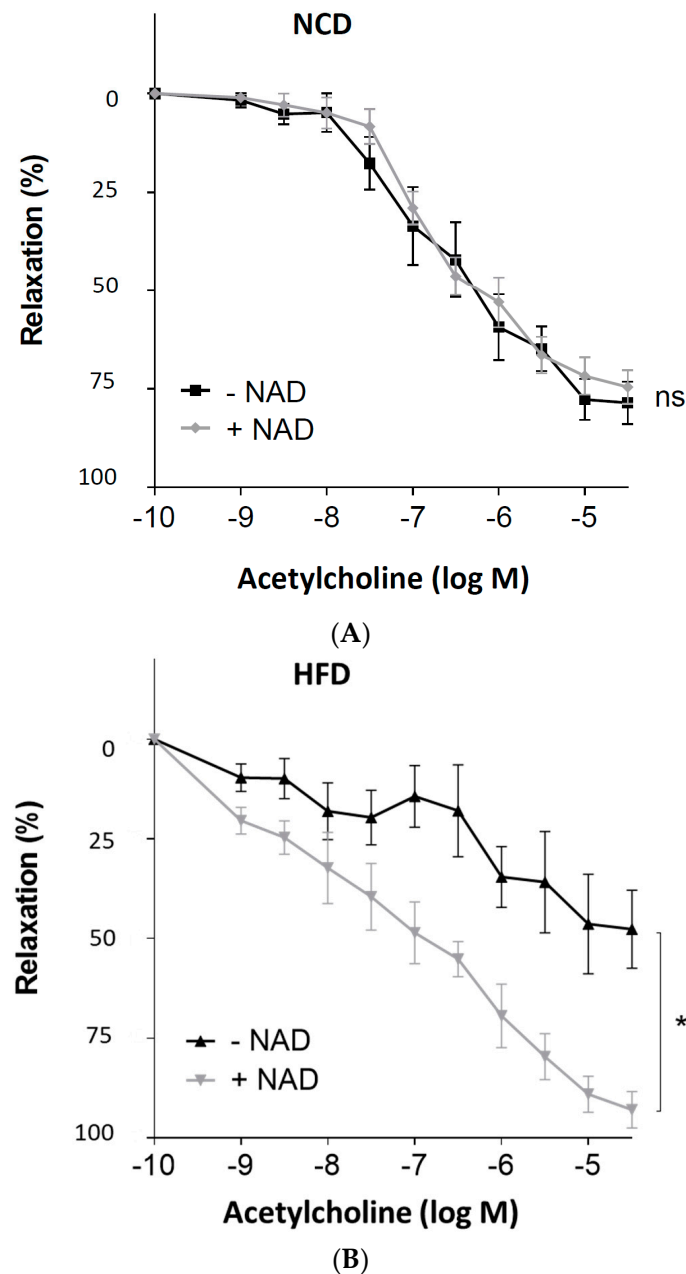 NCD
Relaxation (%)
0
25
50
75
100
- NAD
+ NAD
ns
-10 -9 -8 -7 -6 -5
Acetylcholine (log M)
(A)
HFD
Relaxation (%)
0
25
50
75
100
- NAD
+ NAD
*
-10 -9 -8 -7 -6 -5
Acetylcholine (log M)
(B)